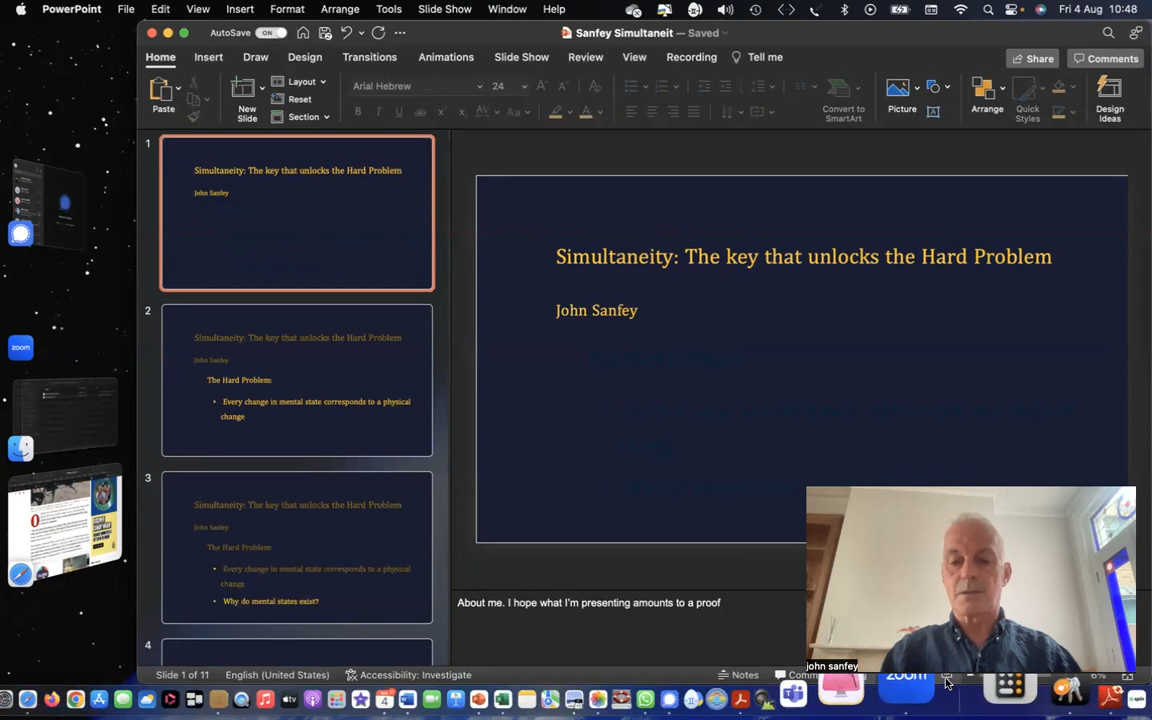 PowerPoint File Edit View Insert Format Arrange Tools Slide Show Window Help Fri 4 Aug 10:48
AutoSave ON Sanfey Simultaneit — Saved
Home Insert Draw Design Transitions Animations Slide Show Review View Recording Tell me Share Comments
Paste New Slide Layout Reset Section Arial Hebrew 24 Convert to SmartArt Picture Arrange Quick Styles Design Ideas
1
Simultaneity: The key that unlocks the Hard Problem
John Sanfey
2
Simultaneity: The key that unlocks the Hard Problem
John Sanfey
The Hard Problem:
• Every change in mental state corresponds to a physical
change
3
Simultaneity: The key that unlocks the Hard Problem
John Sanfey
The Hard Problem:
• Every change in mental state corresponds to a physical
change
• Why do mental states exist?
4
Simultaneity: The key that unlocks the Hard Problem
John Sanfey
About me. I hope what I'm presenting amounts to a proof
john sanfey
Slide 1 of 11 English (United States) Accessibility: Investigate Notes
zoom
zoom